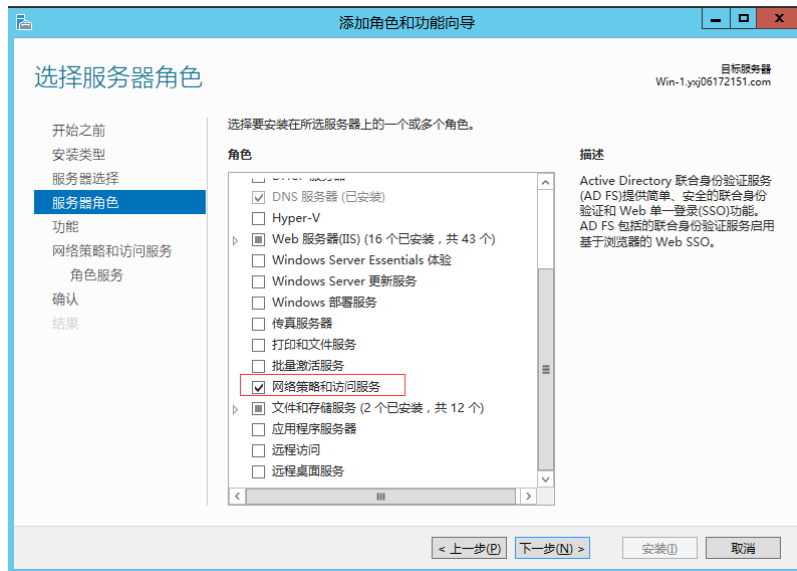 添加角色和功能向导
选择服务器角色
目标服务器
Win-1.yxj06172151.com
开始之前
安装类型
服务器选择
服务器角色
功能
网络策略和访问服务
角色服务
确认
结果
选择要安装在所选服务器上的一个或多个角色。
角色
DNS 服务器 (已安装)
Hyper-V
Web 服务器(IIS) (16 个已安装，共 43 个)
Windows Server Essentials 体验
Windows Server 更新服务
Windows 部署服务
传真服务器
打印和文件服务
批量激活服务
网络策略和访问服务
文件和存储服务 (2 个已安装，共 12 个)
应用程序服务器
远程访问
远程桌面服务
描述
Active Directory 联合身份验证服务
(AD FS)提供简单、安全的联合身份
验证和 Web 单一登录(SSO)功能。
AD FS 包括的联合身份验证服务启用
基于浏览器的 Web SSO。
< 上一步(P)
下一步(N) >
安装(I)
取消